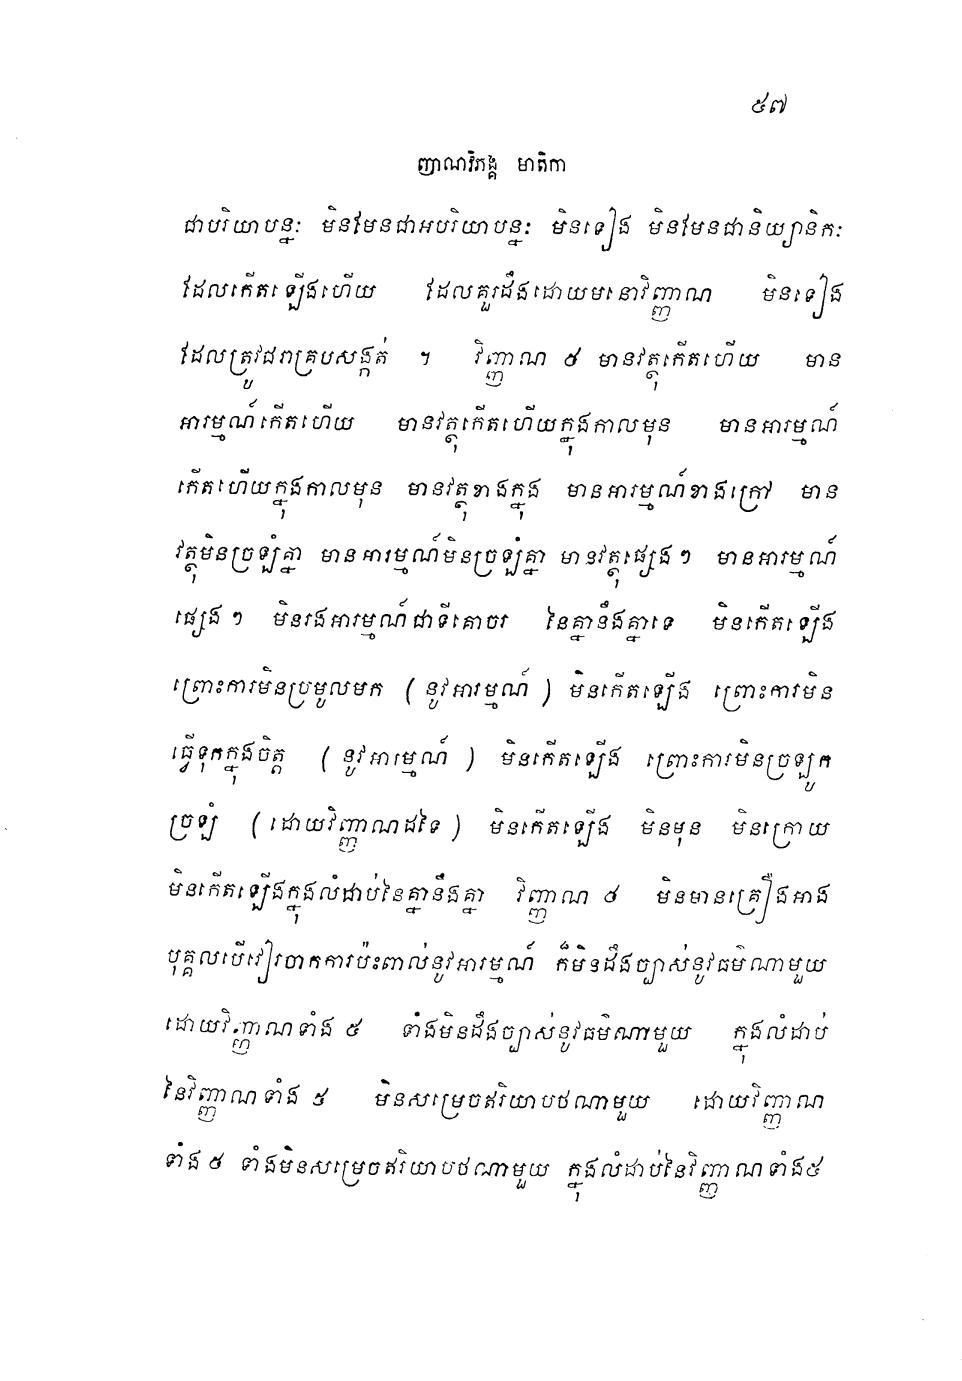 ៥៧
ញាណវិភង្គ មាតិកា
ជាបរិយាបន្នៈ មិនមែនជាអបរិយាបន្នៈ មិនទៀង មិនមែនជានិយ្យានិកៈ
ដែលកើតឡើងហើយ ដែលគួរដឹងដោយមនោវិញ្ញាណ មិនទៀង
ដែលត្រូវជរាគ្របសង្កត់ ។ វិញ្ញាណ ៥ មានវត្ថុកើតហើយ មាន
អារម្មណ៍កើតហើយ មានវត្ថុកើតហើយក្នុងកាលមុន មានអារម្មណ៍
កើតហើយក្នុងកាលមុន មានវត្ថុខាងក្នុង មានអារម្មណ៍ខាងក្រៅ មាន
វត្ថុមិនច្រឡំគ្នា មានអារម្មណ៍មិនច្រឡំគ្នា មានវត្ថុផ្សេងៗ មានអារម្មណ៍
ផ្សេងៗ មិនរងអារម្មណ៍ជាទីគោចរ នៃគ្នានឹងគ្នាទេ មិនកើតឡើង
ព្រោះការមិនប្រមូលមក ( នូវអារម្មណ៍ ) មិនកើតឡើង ព្រោះការមិន
ធ្វើទុកក្នុងចិត្ត ( នូវអារម្មណ៍ ) មិនកើតឡើង ព្រោះការមិនច្រឡូក
ច្រឡំ ( ដោយវិញ្ញាណដទៃ ) មិនកើតឡើង មិនមុន មិនក្រោយ
មិនកើតឡើងក្នុងលំដាប់នៃគ្នានឹងគ្នា វិញ្ញាណ ៥ មិនមានគ្រឿងអាង
បុគ្គលបើវៀរចាកការប៉ះពាល់នូវអារម្មណ៍ ក៏មិនដឹងច្បាស់នូវធម៌ណាមួយ
ដោយវិញ្ញាណទាំង ៥ ទាំងមិនដឹងច្បាស់នូវធម៌ណាមួយ ក្នុងលំដាប់
នៃវិញ្ញាណទាំង ៥ មិនសម្រេចឥរិយាបថណាមួយ ដោយវិញ្ញាណ
ទាំង ៥ ទាំងមិនសម្រេចឥរិយាបថណាមួយ ក្នុងលំដាប់នៃវិញ្ញាណទាំង៥